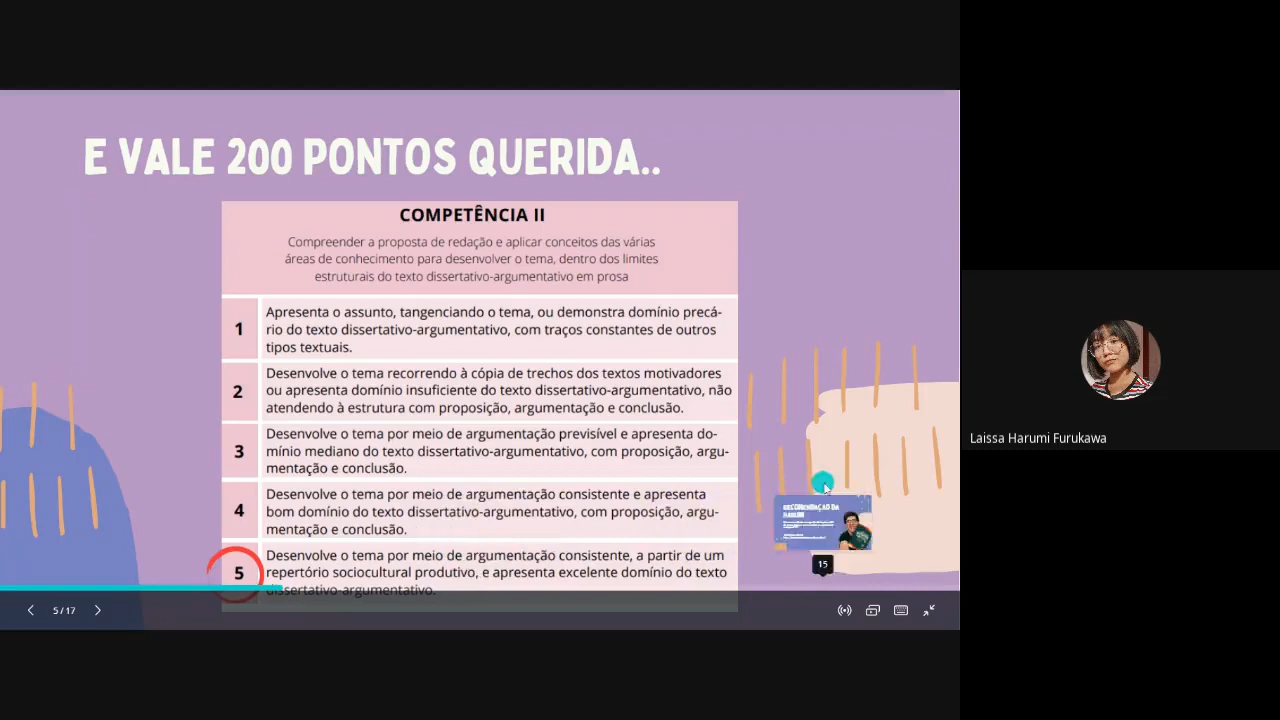 E VALE 200 PONTOS QUERIDA..
COMPETÊNCIA II
Compreender a proposta de redação e aplicar conceitos das várias
áreas de conhecimento para desenvolver o tema, dentro dos limites
estruturais do texto dissertativo-argumentativo em prosa
1
Apresenta o assunto, tangenciando o tema, ou demonstra domínio precá-
rio do texto dissertativo-argumentativo, com traços constantes de outros
tipos textuais.
2
Desenvolve o tema recorrendo à cópia de trechos dos textos motivadores
ou apresenta domínio insuficiente do texto dissertativo-argumentativo, não
atendendo à estrutura com proposição, argumentação e conclusão.
3
Desenvolve o tema por meio de argumentação previsível e apresenta do-
mínio mediano do texto dissertativo-argumentativo, com proposição, argu-
mentação e conclusão.
4
Desenvolve o tema por meio de argumentação consistente e apresenta
bom domínio do texto dissertativo-argumentativo, com proposição, argu-
mentação e conclusão.
5
Desenvolve o tema por meio de argumentação consistente, a partir de um
repertório sociocultural produtivo, e apresenta excelente domínio do texto
dissertativo-argumentativo.
15
5 / 17
Laissa Harumi Furukawa